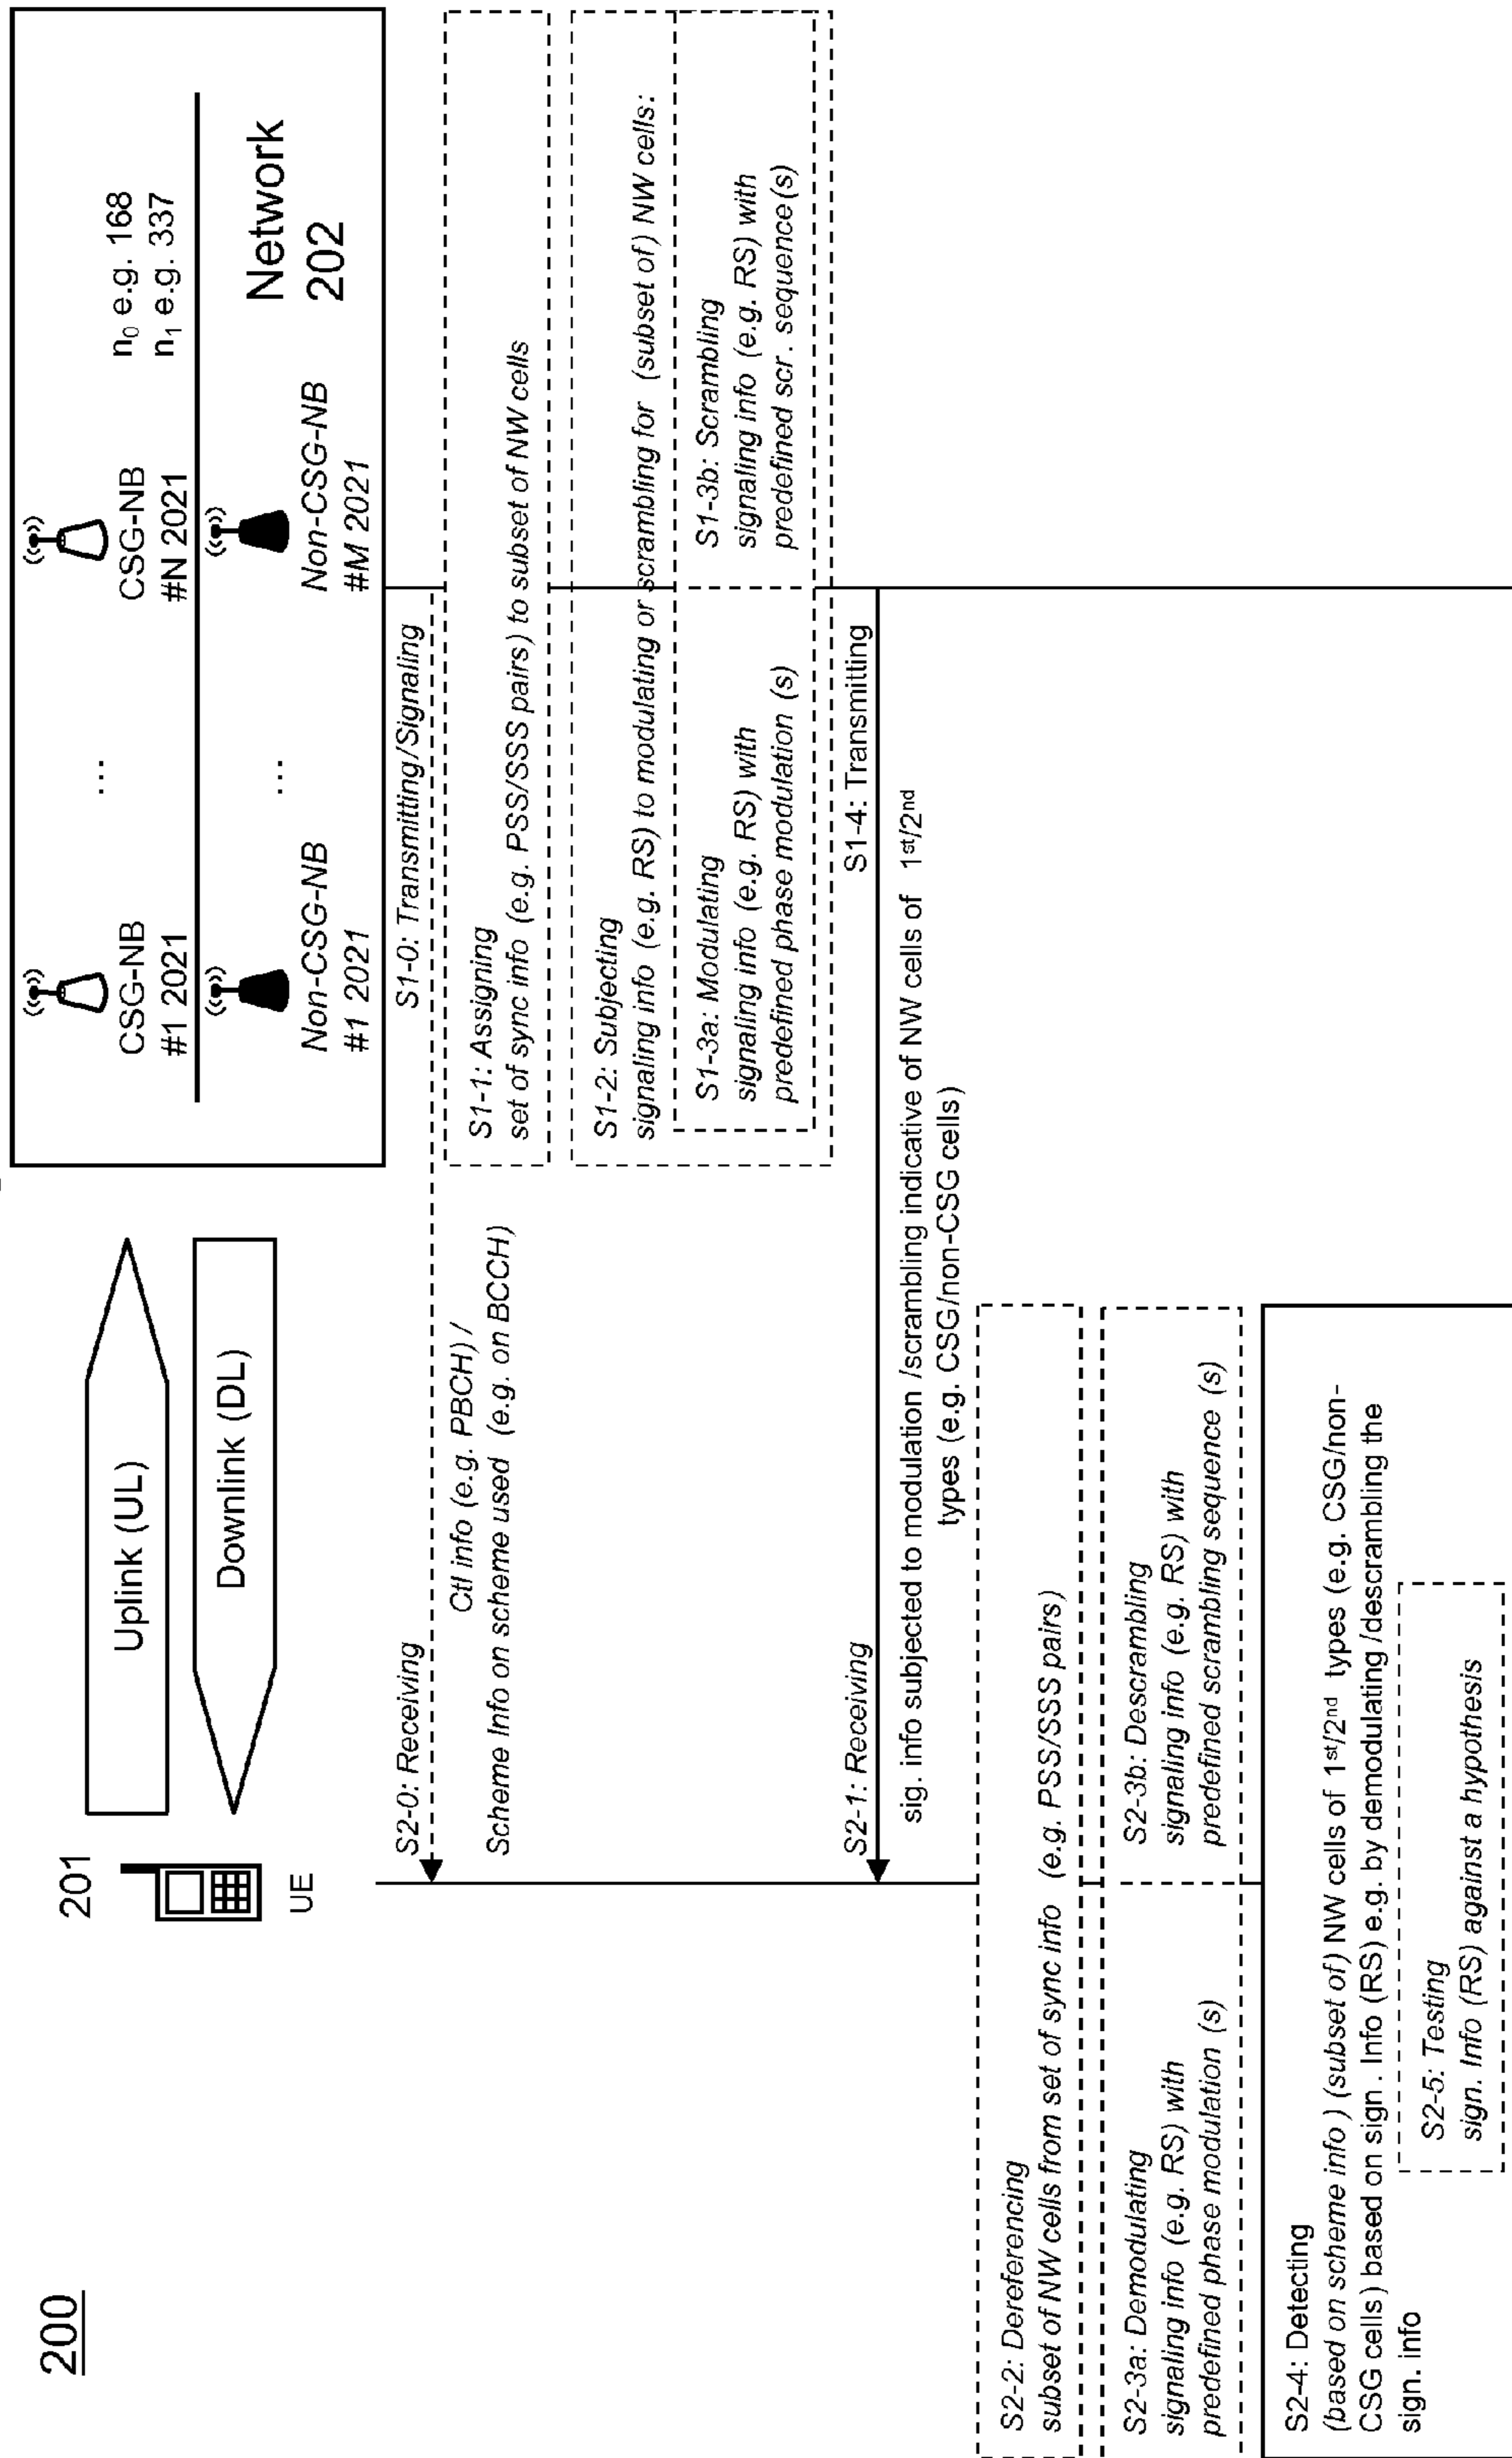 200
201
UE
Uplink (UL)
Downlink (DL)
CSG-NB
#1 2021
...
CSG-NB
#N 2021
n0 e.g. 168
n1 e.g. 337
Non-CSG-NB
#1 2021
...
Non-CSG-NB
#M 2021
Network
202
S2-0: Receiving
S1-0: Transmitting/Signaling
Ctl info (e.g. PBCH) /
Scheme Info on scheme used (e.g. on BCCH)
S1-1: Assigning
set of sync info (e.g. PSS/SSS pairs) to subset of NW cells
S1-2: Subjecting
signaling info (e.g. RS) to modulating or scrambling for (subset of) NW cells:
S1-3a: Modulating
signaling info (e.g. RS) with
predefined phase modulation (s)
S1-3b: Scrambling
signaling info (e.g. RS) with
predefined scr. sequence(s)
S2-1: Receiving
S1-4: Transmitting
sig. info subjected to modulation /scrambling indicative of NW cells of 1st/2nd
types (e.g. CSG/non-CSG cells)
S2-2: Dereferencing
subset of NW cells from set of sync info (e.g. PSS/SSS pairs)
S2-3a: Demodulating
signaling info (e.g. RS) with
predefined phase modulation (s)
S2-3b: Descrambling
signaling info (e.g. RS) with
predefined scrambling sequence (s)
S2-4: Detecting
(based on scheme info ) (subset of) NW cells of 1st/2nd types (e.g. CSG/non-
CSG cells) based on sign . Info (RS) e.g. by demodulating /descrambling the
sign. info
S2-5: Testing
sign. Info (RS) against a hypothesis